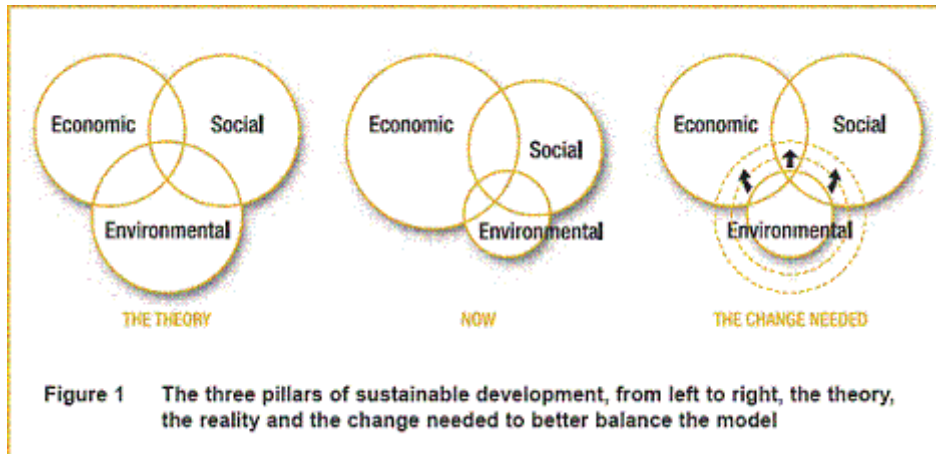 Economic Social
Environmental
THE THEORY
Economic
Social
Environmental
NOW
Economic Social
Environmental
THE CHANGE NEEDED
Figure 1 The three pillars of sustainable development, from left to right, the theory,
the reality and the change needed to better balance the model